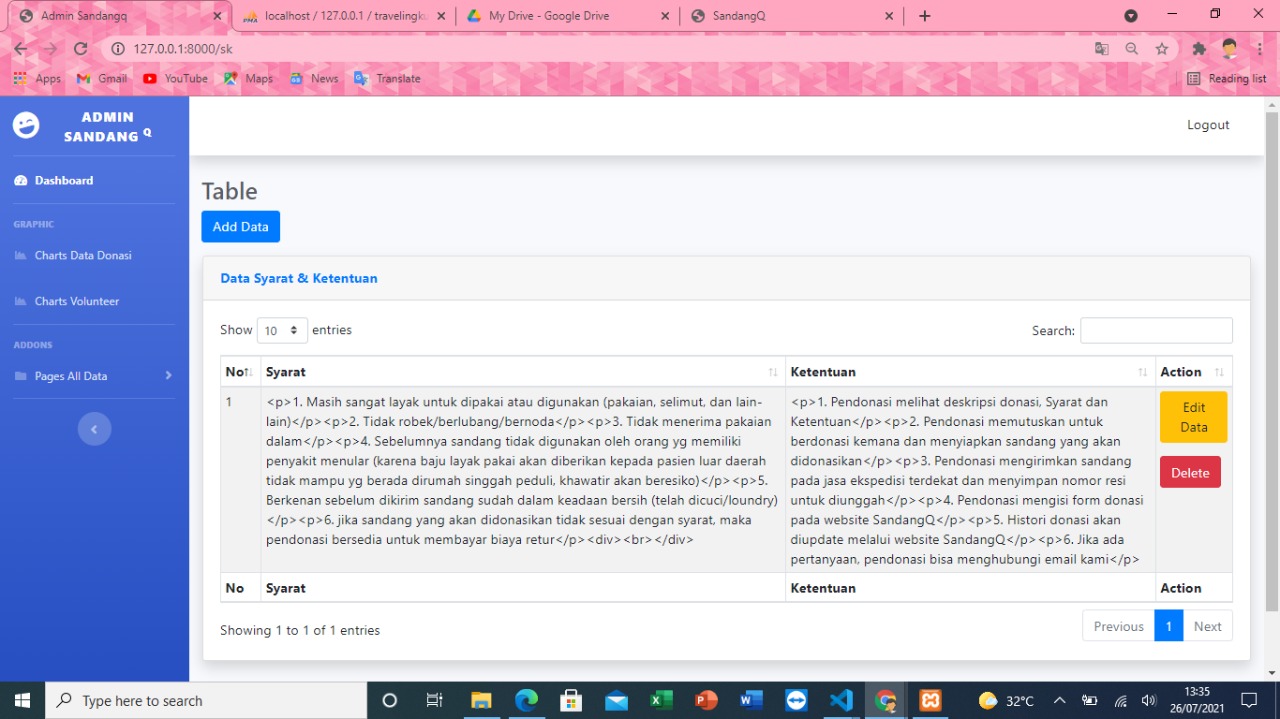 Admin Sandangq
localhost / 127.0.0.1 / travelingku
My Drive - Google Drive
SandangQ
127.0.0.1:8000/sk
Apps
Gmail
YouTube
Maps
News
Translate
Reading list
ADMIN
SANDANG Q
Logout
Dashboard
GRAPHIC
Charts Data Donasi
Charts Volunteer
ADDONS
Pages All Data
Table
Add Data
Data Syarat & Ketentuan
Show 10 entries
Search:
No Syarat Ketentuan Action
1
<p>1. Masih sangat layak untuk dipakai atau digunakan (pakaian, selimut, dan lain-
lain)</p><p>2. Tidak robek/berlubang/bernoda</p><p>3. Tidak menerima pakaian
dalam</p><p>4. Sebelumnya sandang tidak digunakan oleh orang yg memiliki
penyakit menular (karena baju layak pakai akan diberikan kepada pasien luar daerah
tidak mampu yg berada dirumah singgah peduli, khawatir akan beresiko)</p><p>5.
Berkenan sebelum dikirim sandang sudah dalam keadaan bersih (telah dicuci/loundry)
</p><p>6. jika sandang yang akan didonasikan tidak sesuai dengan syarat, maka
pendonasi bersedia untuk membayar biaya retur</p><div><br></div>
<p>1. Pendonasi melihat deskripsi donasi, Syarat dan
Ketentuan</p><p>2. Pendonasi memutuskan untuk
berdonasi kemana dan menyiapkan sandang yang akan
didonasikan</p><p>3. Pendonasi mengirimkan sandang
pada jasa ekspedisi terdekat dan menyimpan nomor resi
untuk diunggah</p><p>4. Pendonasi mengisi form donasi
pada website SandangQ</p><p>5. Histori donasi akan
diupdate melalui website SandangQ</p><p>6. Jika ada
pertanyaan, pendonasi bisa menghubungi email kami</p>
Edit
Data
Delete
No Syarat Ketentuan Action
Showing 1 to 1 of 1 entries
Previous 1 Next
Type here to search
32°C
13:35
26/07/2021